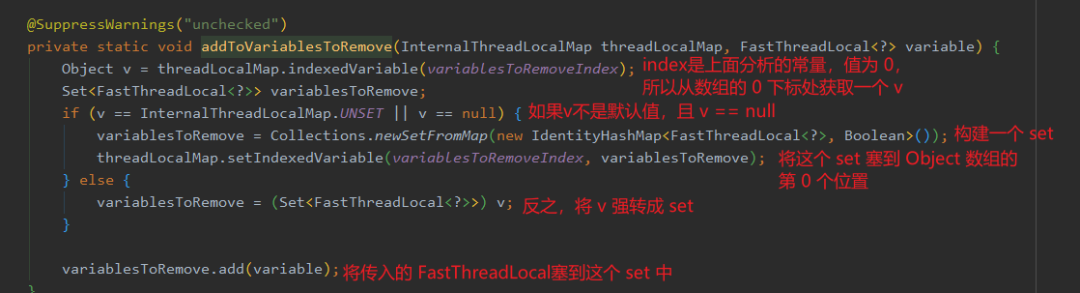 @SuppressWarnings("unchecked")
private static void addToVariablesToRemove(InternalThreadLocalMap threadLocalMap, FastThreadLocal<?> variable) {
Object v = threadLocalMap.indexedVariable(variablesToRemoveIndex); index是上面分析的常量，值为 0，
Set<FastThreadLocal<?>> variablesToRemove; 所以从数组的 0 下标处获取一个 v
if (v == InternalThreadLocalMap.UNSET || v == null) { 如果v不是默认值，且 v == null
variablesToRemove = Collections.newSetFromMap(new IdentityHashMap<FastThreadLocal<?>, Boolean>()); 构建一个 set
threadLocalMap.setIndexedVariable(variablesToRemoveIndex, variablesToRemove); 将这个 set 塞到 Object 数组的
} else { 第 0 个位置
variablesToRemove = (Set<FastThreadLocal<?>>) v; 反之，将 v 强转成 set
}
variablesToRemove.add(variable); 将传入的 FastThreadLocal塞到这个 set 中
}